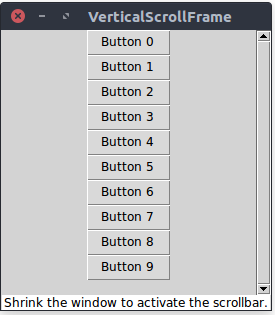 VerticalScrollFrame
Button 0
Button 1
Button 2
Button 3
Button 4
Button 5
Button 6
Button 7
Button 8
Button 9
Shrink the window to activate the scrollbar.